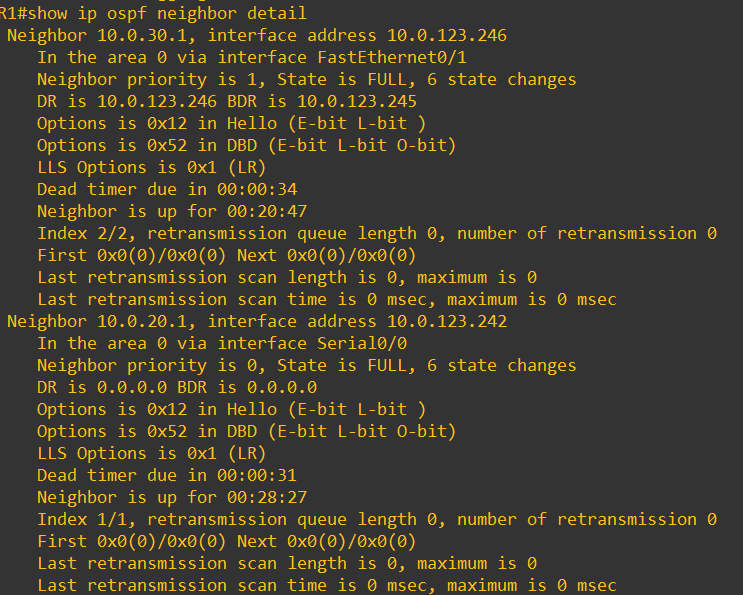 R1#show ip ospf neighbor detail
Neighbor 10.0.30.1, interface address 10.0.123.246
In the area 0 via interface FastEthernet0/1
Neighbor priority is 1, State is FULL, 6 state changes
DR is 10.0.123.246 BDR is 10.0.123.245
Options is 0x12 in Hello (E-bit L-bit )
Options is 0x52 in DBD (E-bit L-bit O-bit)
LLS Options is 0x1 (LR)
Dead timer due in 00:00:34
Neighbor is up for 00:20:47
Index 2/2, retransmission queue length 0, number of retransmission 0
First 0x0(0)/0x0(0) Next 0x0(0)/0x0(0)
Last retransmission scan length is 0, maximum is 0
Last retransmission scan time is 0 msec, maximum is 0 msec
Neighbor 10.0.20.1, interface address 10.0.123.242
In the area 0 via interface Serial0/0
Neighbor priority is 0, State is FULL, 6 state changes
DR is 0.0.0.0 BDR is 0.0.0.0
Options is 0x12 in Hello (E-bit L-bit )
Options is 0x52 in DBD (E-bit L-bit O-bit)
LLS Options is 0x1 (LR)
Dead timer due in 00:00:31
Neighbor is up for 00:28:27
Index 1/1, retransmission queue length 0, number of retransmission 0
First 0x0(0)/0x0(0) Next 0x0(0)/0x0(0)
Last retransmission scan length is 0, maximum is 0
Last retransmission scan time is 0 msec, maximum is 0 msec